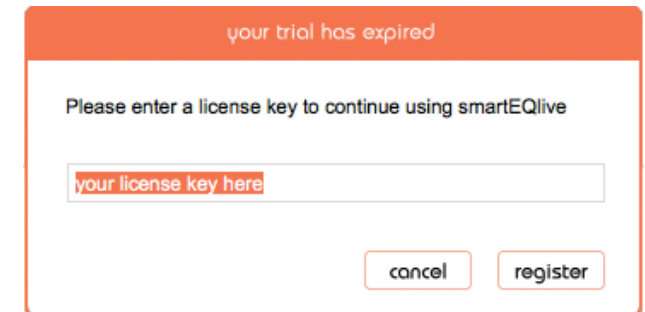 your trial has expired
Please enter a license key to continue using smartEQlive
your license key here
cancel
register